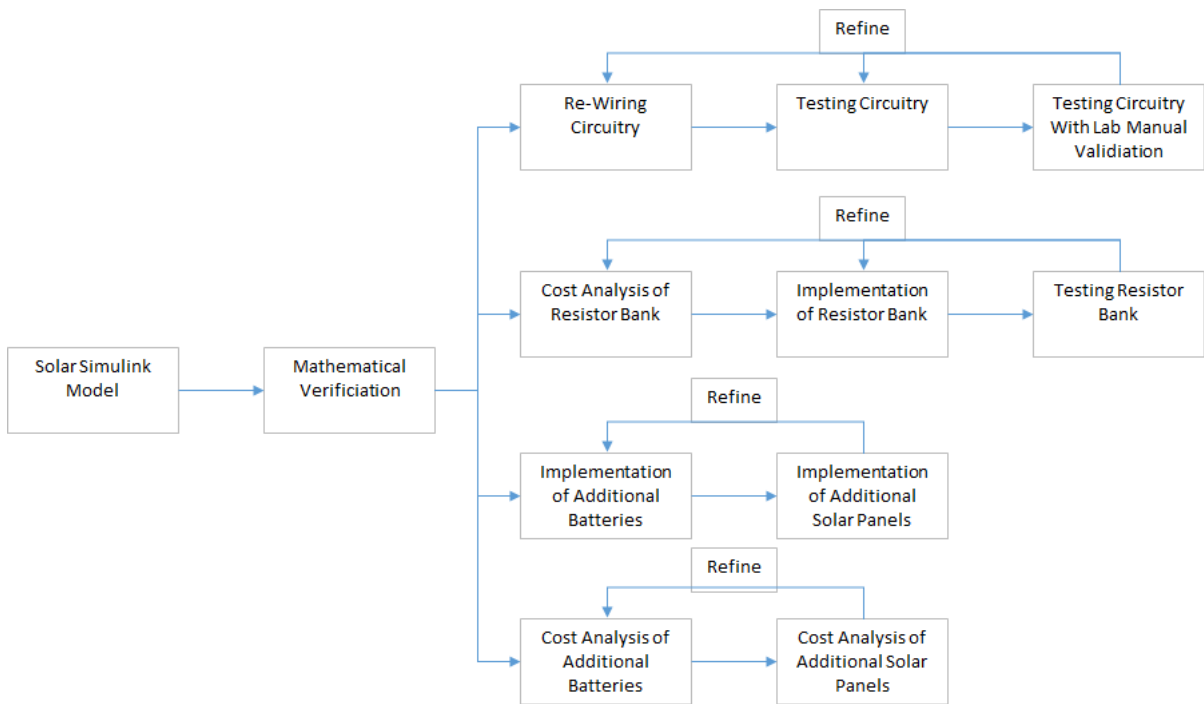 Refine
Re-Wiring
Circuitry
Testing Circuitry
Testing Circuitry
With Lab Manual
Validiation
Refine
Cost Analysis of
Resistor Bank
Implementation
of Resistor Bank
Testing Resistor
Bank
Solar Simulink
Model
Mathematical
Verificiation
Refine
Implementation
of Additional
Batteries
Implementation
of Additional
Solar Panels
Refine
Cost Analysis of
Additional
Batteries
Cost Analysis of
Additional Solar
Panels